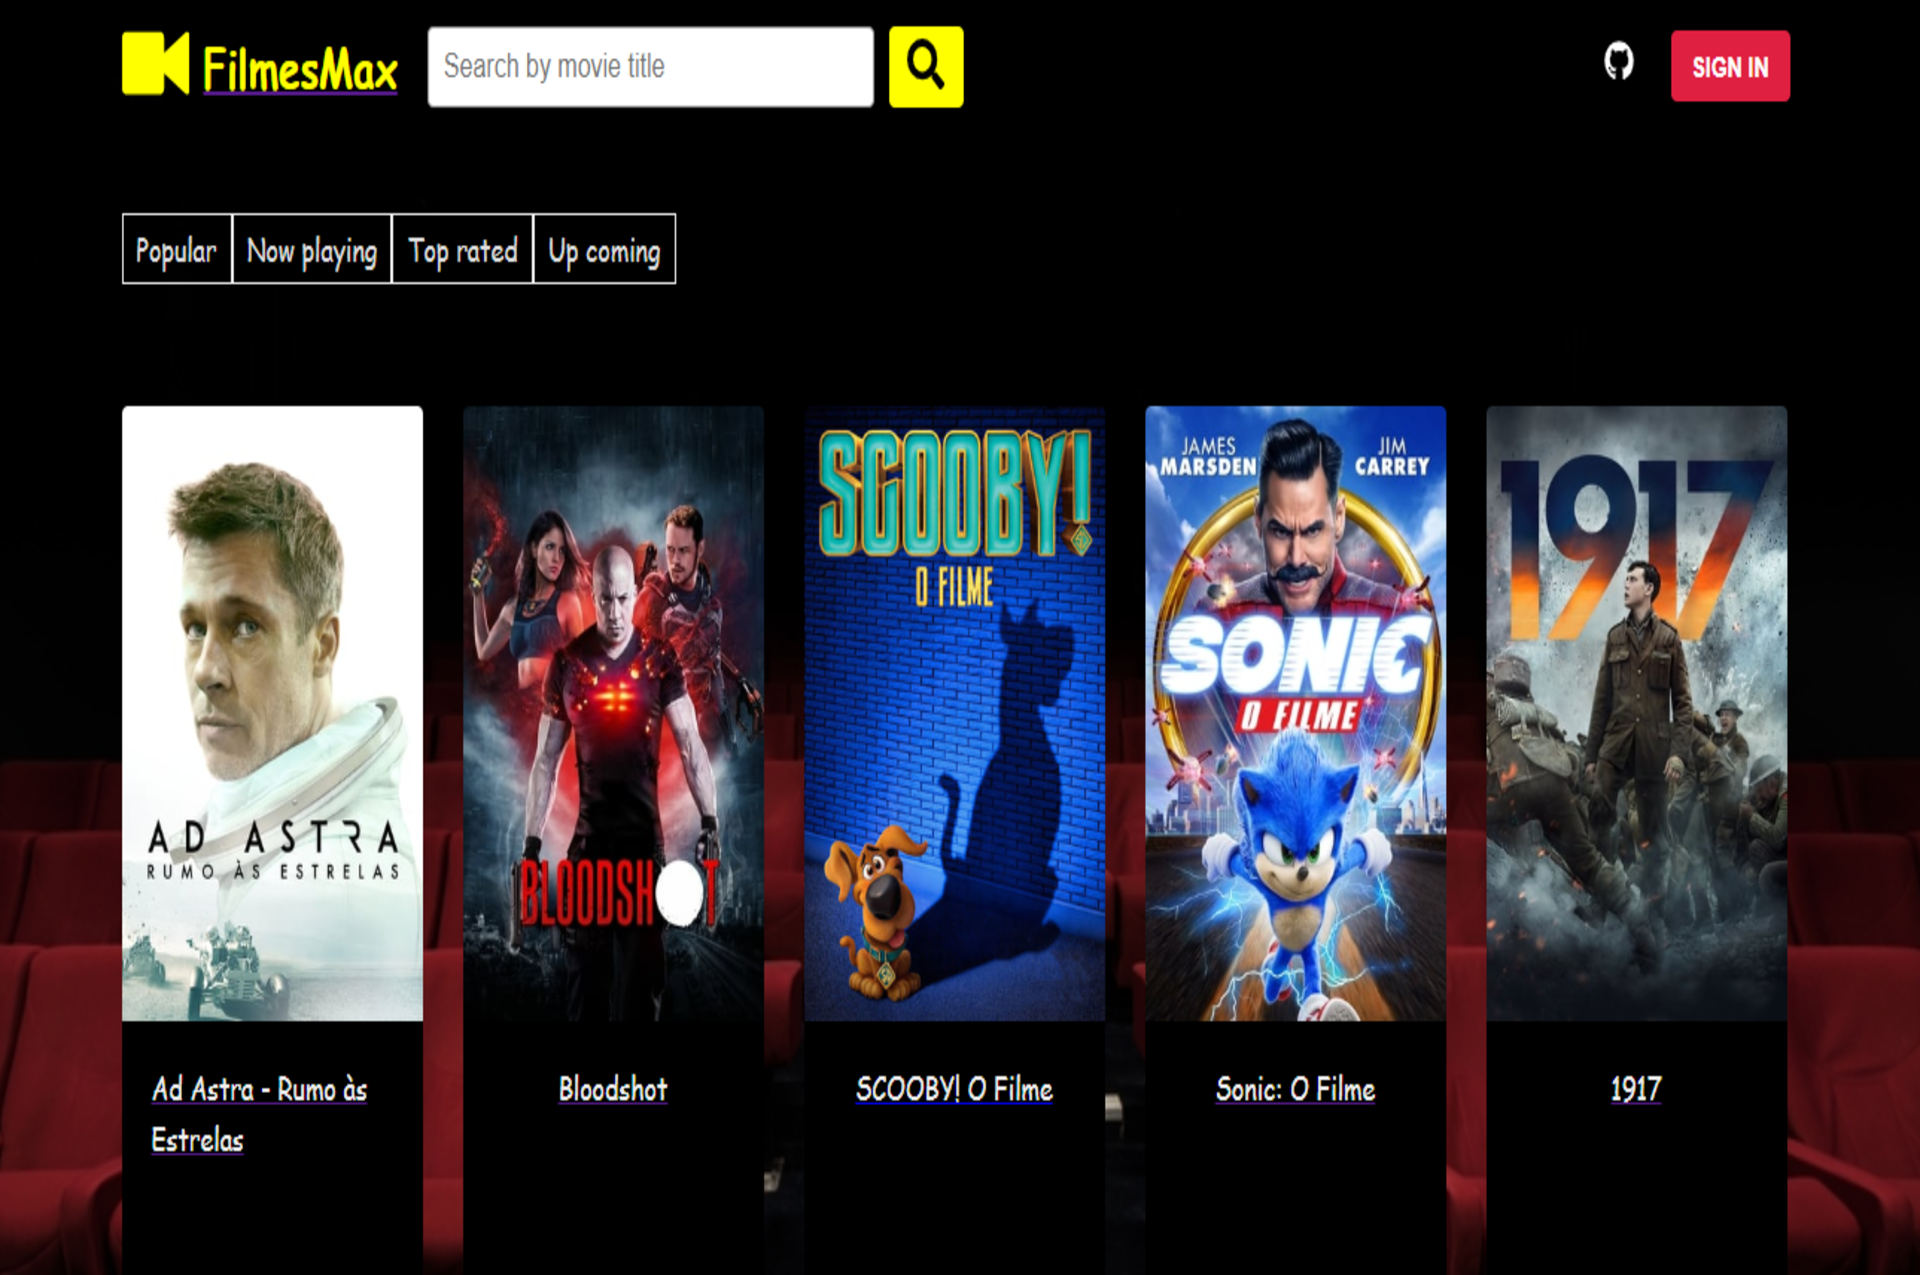 FilmesMax
Search by movie title
SIGN IN
Popular
Now playing
Top rated
Up coming
AD ASTRA
RUMO ÀS ESTRELAS
BLOODSHOT
SCOOBY!
SD
O FILME
SD
JAMES
MARSDEN
JIM
CARREY
SONIC
O FILME
1917
Ad Astra - Rumo às
Estrelas
Bloodshot
SCOOBY! O Filme
Sonic: O Filme
1917